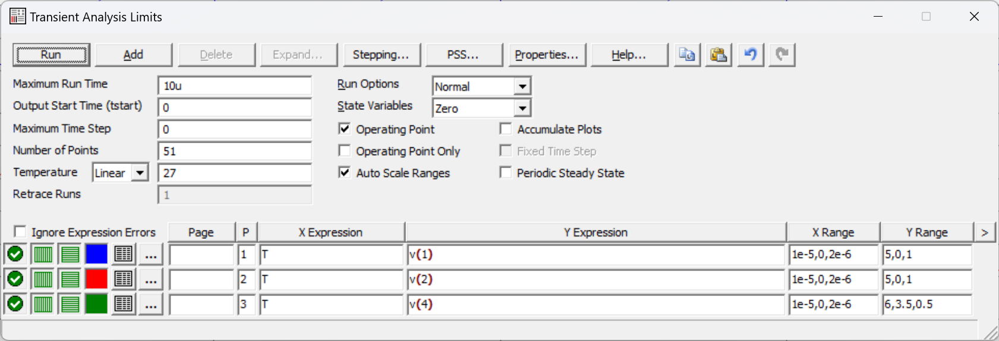 Transient Analysis Limits
Run Add Delete Expand... Stepping... PSS... Properties... Help...
Maximum Run Time 10u Run Options Normal
Output Start Time (tstart) 0 State Variables Zero
Maximum Time Step 0 Operating Point Accumulate Plots
Number of Points 51 Operating Point Only Fixed Time Step
Temperature Linear 27 Auto Scale Ranges Periodic Steady State
Retrace Runs 1
Ignore Expression Errors Page P X Expression Y Expression X Range Y Range >
... 1 T v(1) 1e-5,0,2e-6 5,0,1
... 2 T v(2) 1e-5,0,2e-6 5,0,1
... 3 T v(4) 1e-5,0,2e-6 6,3.5,0.5